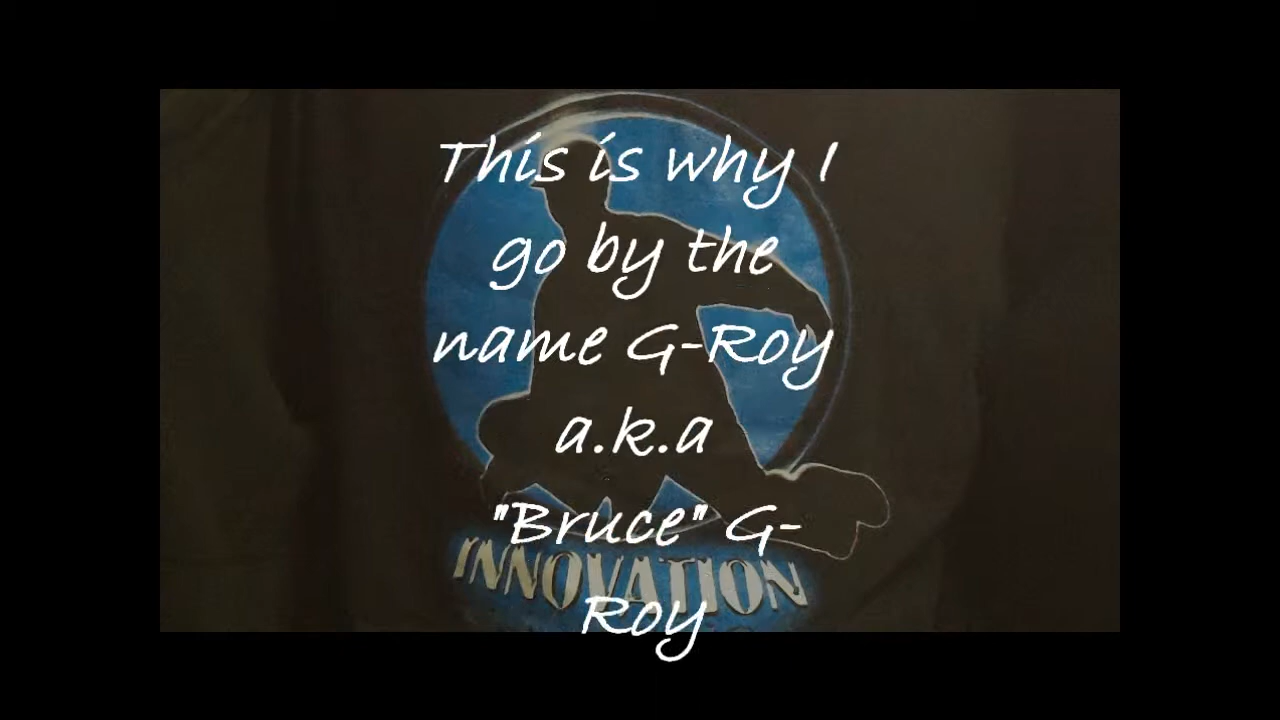 This is why I
go by the
name G-Roy
a.k.a
"Bruce" G-
INNOVATION
Roy